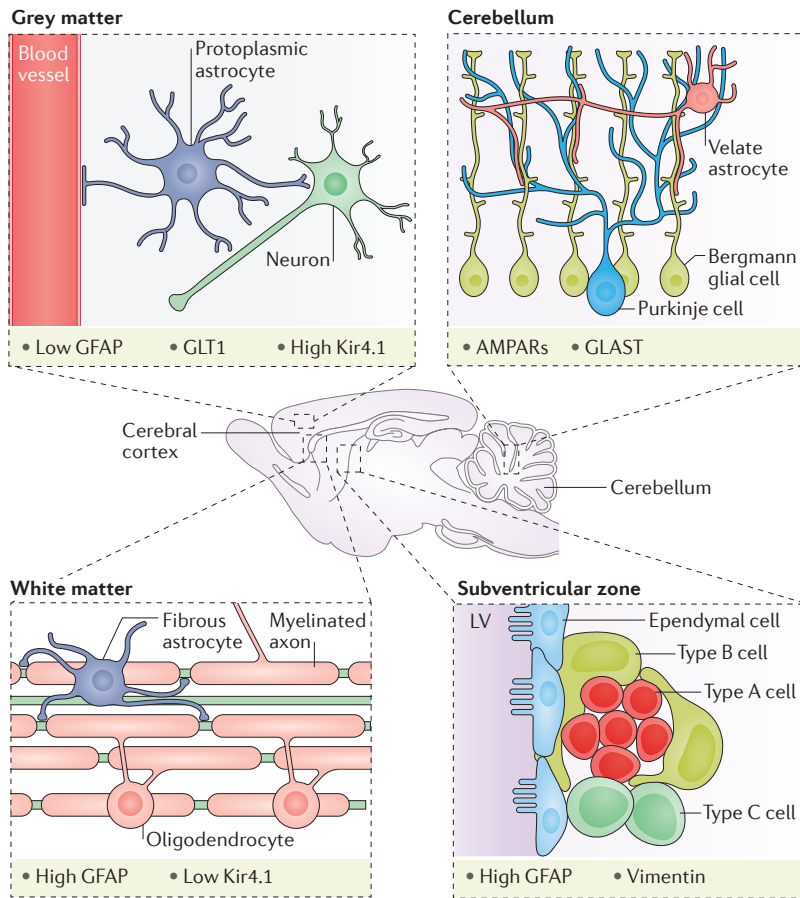 Grey matter
Blood
vessel
Protoplasmic
astrocyte
Neuron
• Low GFAP • GLT1 • High Kir4.1
Cerebellum
Velate
astrocyte
Bergmann
glial cell
Purkinje cell
• AMPARs • GLAST
Cerebral
cortex
Cerebellum
White matter
Fibrous
astrocyte
Myelinated
axon
Oligodendrocyte
• High GFAP • Low Kir4.1
Subventricular zone
LV
Ependymal cell
Type B cell
Type A cell
Type C cell
• High GFAP • Vimentin